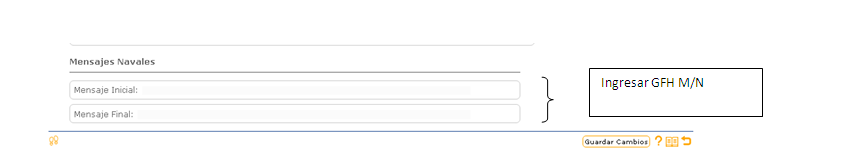 Mensajes Navales
Mensaje Inicial:
Ingresar GFH M/N
Mensaje Final:
Guardar Cambios ?